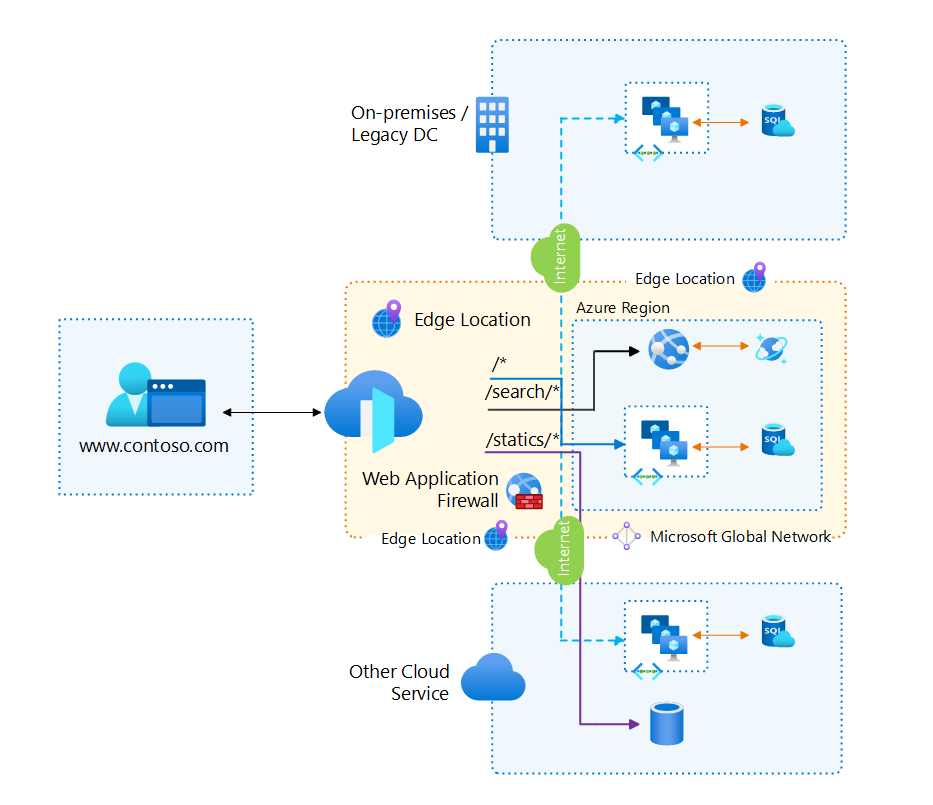 On-premises /
Legacy DC
SQL
Internet
Edge Location
Azure Region
Edge Location
/*
/search/*
/statics/*
www.contoso.com
SQL
Web Application
Firewall
Edge Location
Internet
Microsoft Global Network
SQL
Other Cloud
Service